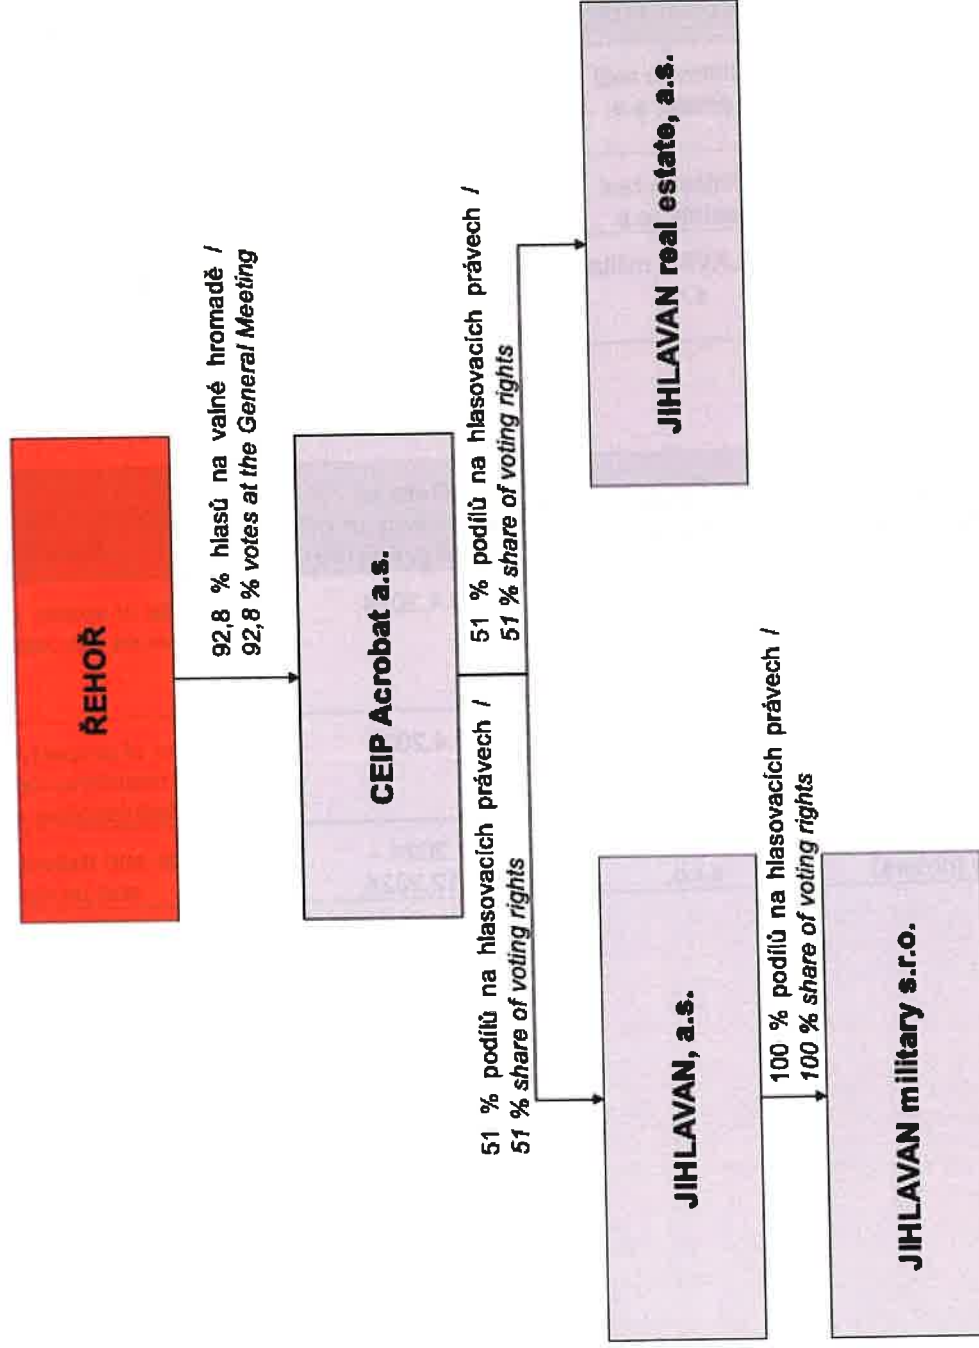 ŘEHOŘ
92,8 % hlasů na valné hromadě /
92,8 % votes at the General Meeting
CEIP Acrobat a.s.
51 % podílů na hlasovacích právech /
51 % share of voting rights
51 % podílů na hlasovacích právech /
51 % share of voting rights
JIHLAVAN, a.s.
JIHLAVAN real estate, a.s.
100 % podílů na hlasovacích právech /
100 % share of voting rights
JIHLAVAN military s.r.o.